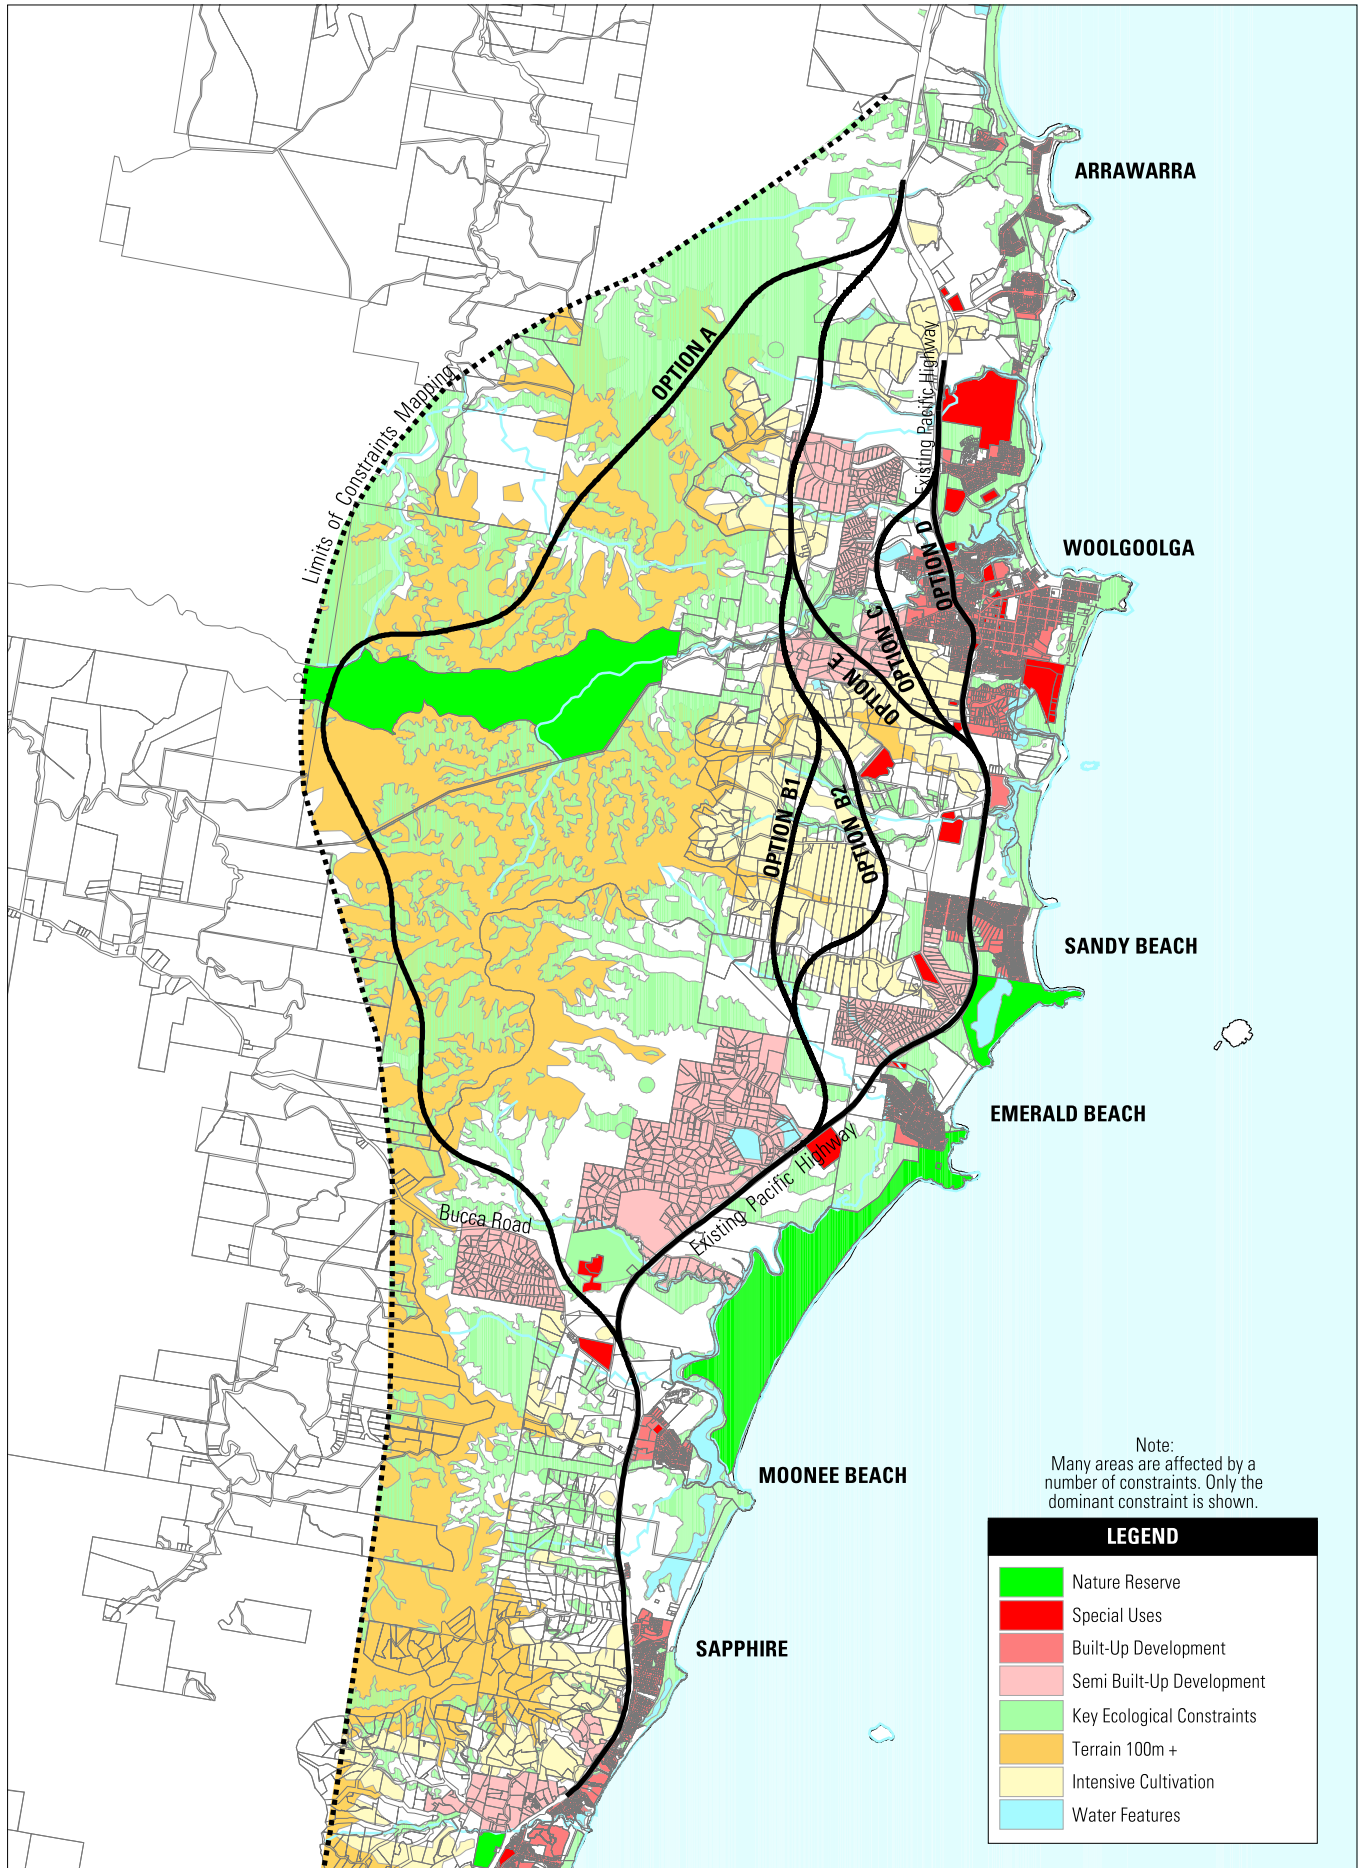 ARRAWARRA
OPTION A
Existing Pacific Highway
Limits of Constraints Mapping
WOOLGOOLGA
OPTION D
OPTION C
OPTION E
OPTION B1
OPTION B2
SANDY BEACH
EMERALD BEACH
Existing Pacific Highway
Bucca Road
MOONEE BEACH
SAPPHIRE
Note:
Many areas are affected by a
number of constraints. Only the
dominant constraint is shown.
LEGEND
Nature Reserve
Special Uses
Built-Up Development
Semi Built-Up Development
Key Ecological Constraints
Terrain 100m +
Intensive Cultivation
Water Features